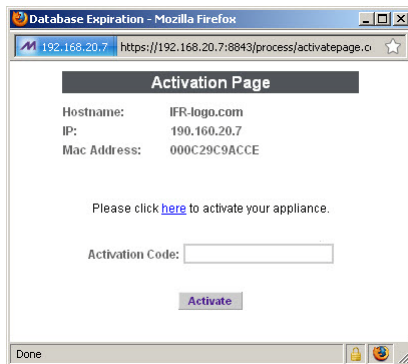 Database Expiration - Mozilla Firefox
192.168.20.7 https://192.168.20.7:8843/process/activatepage.c
Activation Page
Hostname: IFR-logo.com
IP: 190.160.20.7
Mac Address: 000C29C9ACCE
Please click here to activate your appliance.
Activation Code:
Activate
Done